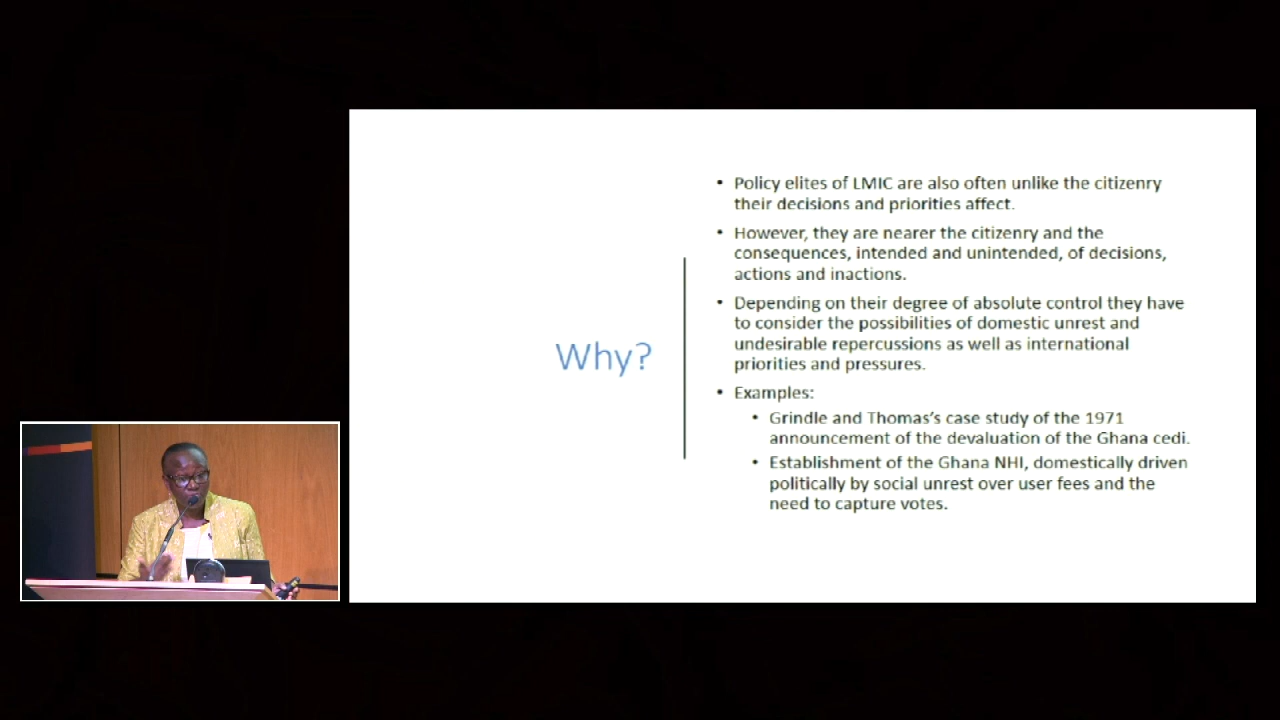 Why?
• Policy elites of LMIC are also often unlike the citizenry
their decisions and priorities affect.
• However, they are nearer the citizenry and the
consequences, intended and unintended, of decisions,
actions and inactions.
• Depending on their degree of absolute control they have
to consider the possibilities of domestic unrest and
undesirable repercussions as well as international
priorities and pressures.
• Examples:
• Grindle and Thomas's case study of the 1971
announcement of the devaluation of the Ghana cedi.
• Establishment of the Ghana NHI, domestically driven
politically by social unrest over user fees and the
need to capture votes.